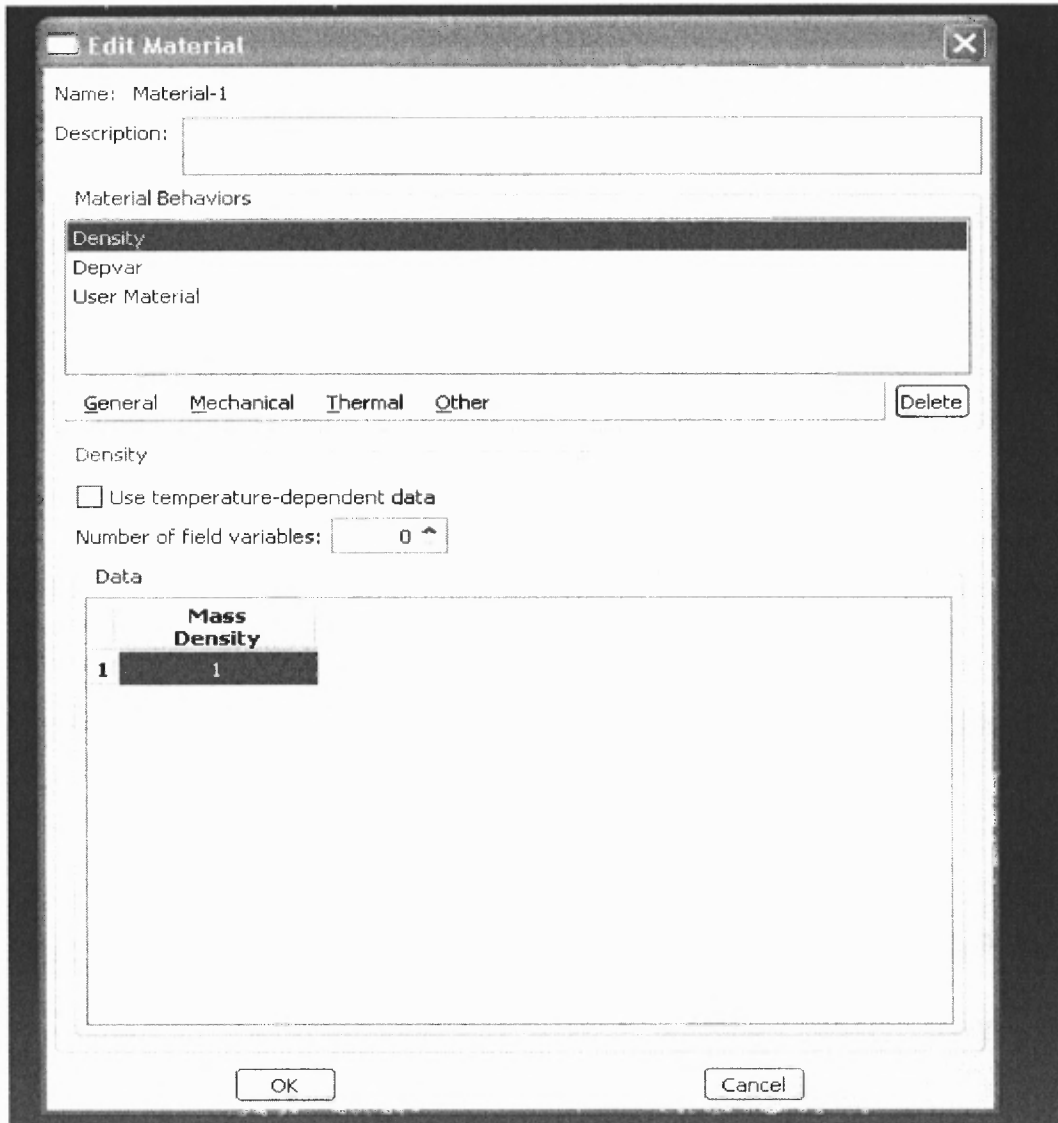 Edit Material
Name: Material-1
Description:
Material Behaviors
Density
Depvar
User Material
General Mechanical Thermal Other Delete
Density
Use temperature-dependent data
Number of field variables: 0
Data
Mass
Density
1 1
OK Cancel